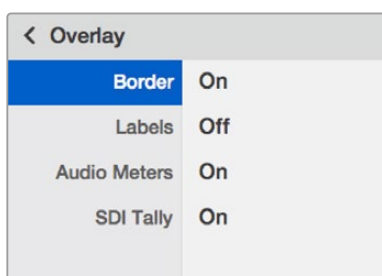 < Overlay
Border On
Labels Off
Audio Meters On
SDI Tally On